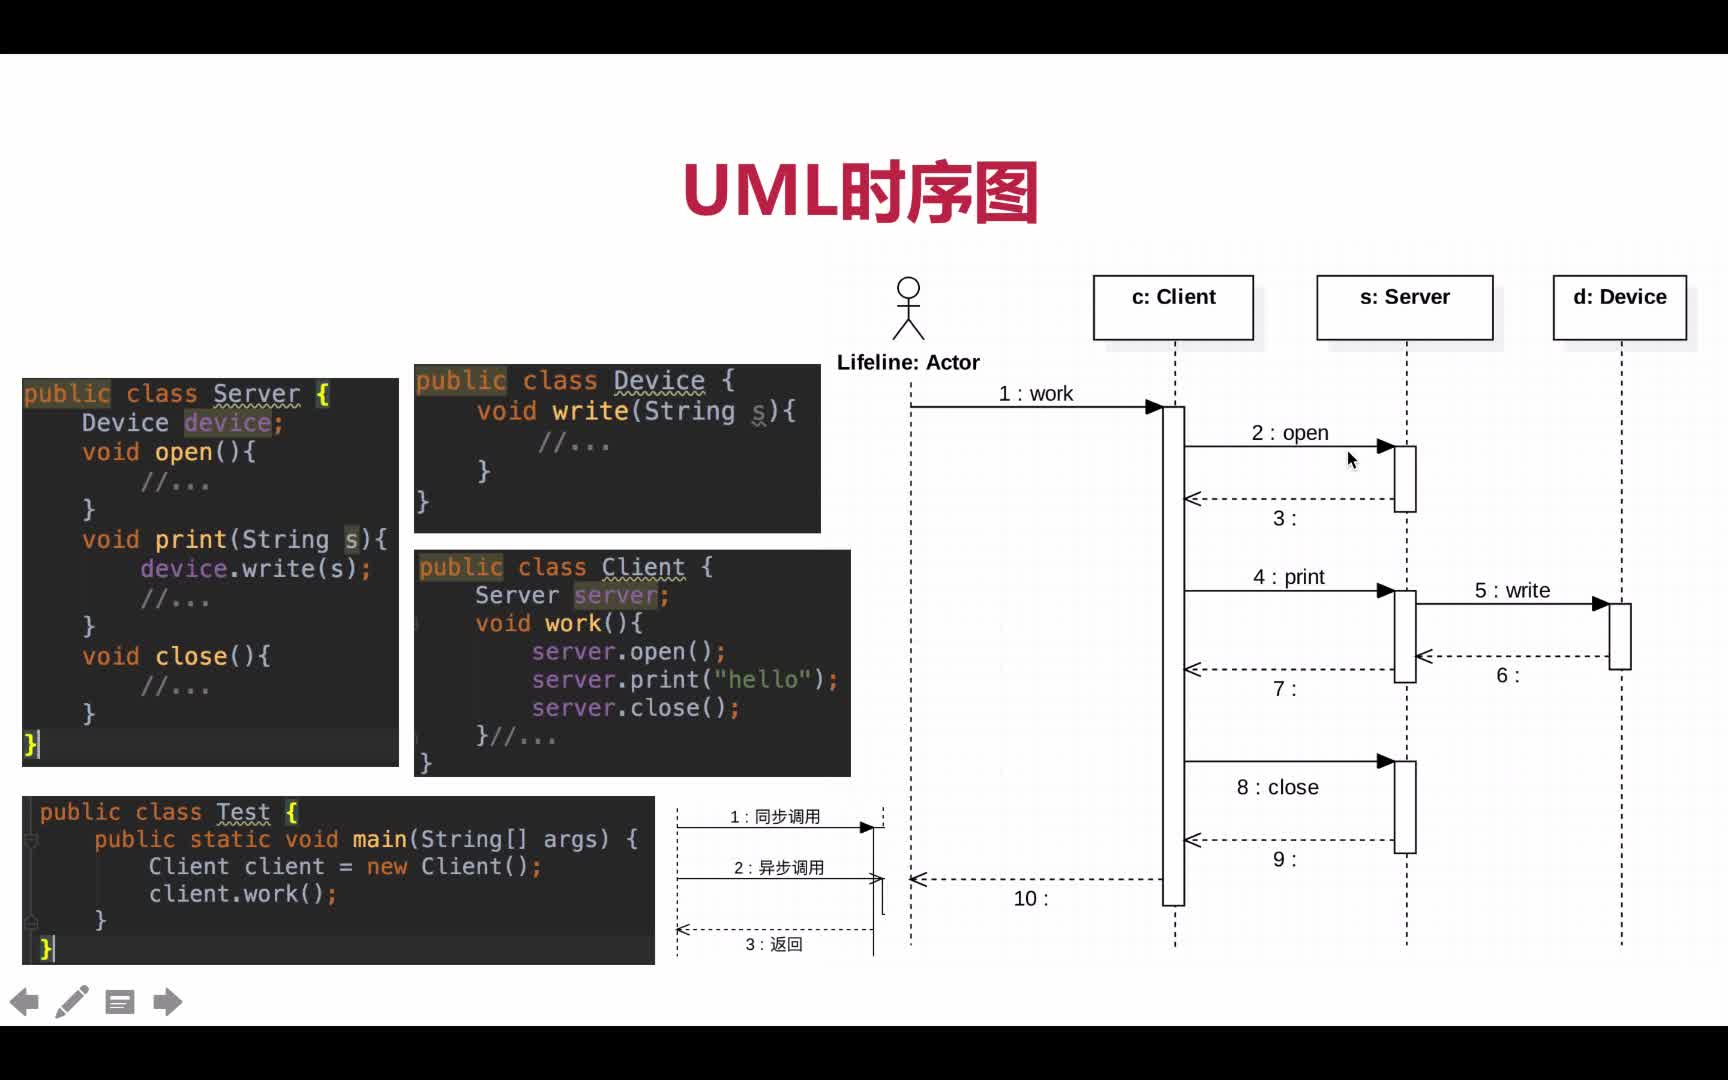 UML时序图
public class Server {
    Device device;
    void open(){
        //...
    }
    void print(String s){
        device.write(s);
        //...
    }
    void close(){
        //...
    }
}
public class Device {
    void write(String s){
        //...
    }
}
public class Client {
    Server server;
    void work(){
        server.open();
        server.print("hello");
        server.close();
    }//...
}
public class Test {
    public static void main(String[] args) {
        Client client = new Client();
        client.work();
    }
}
1 : 同步调用
2 : 异步调用
3 : 返回
Lifeline: Actor
c: Client
s: Server
d: Device
1 : work
2 : open
3 :
4 : print
5 : write
6 :
7 :
8 : close
9 :
10 :